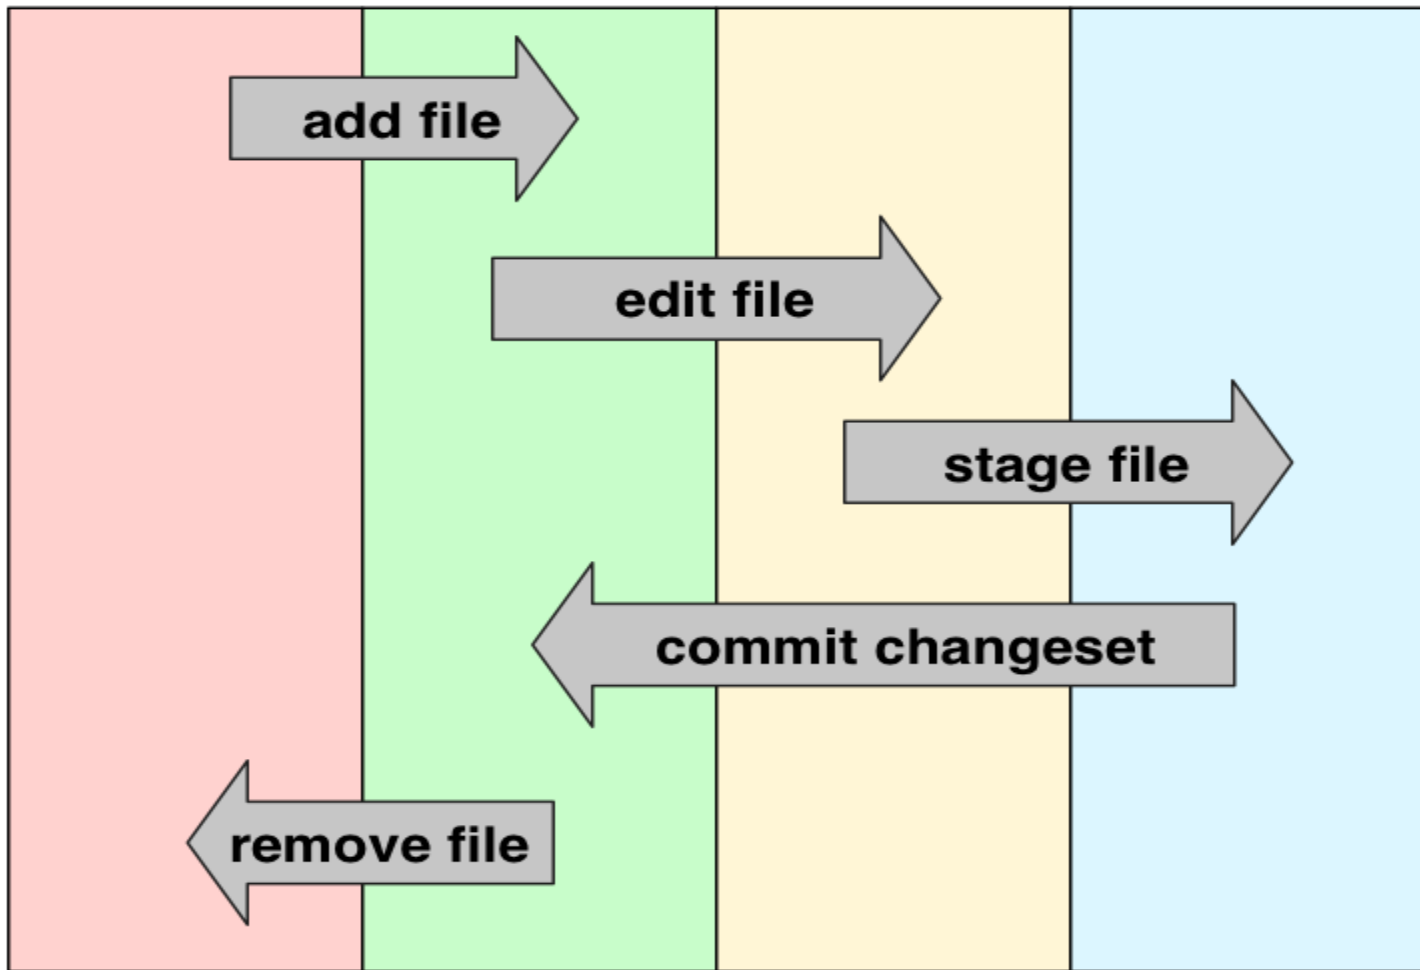 add file
edit file
stage file
commit changeset
remove file